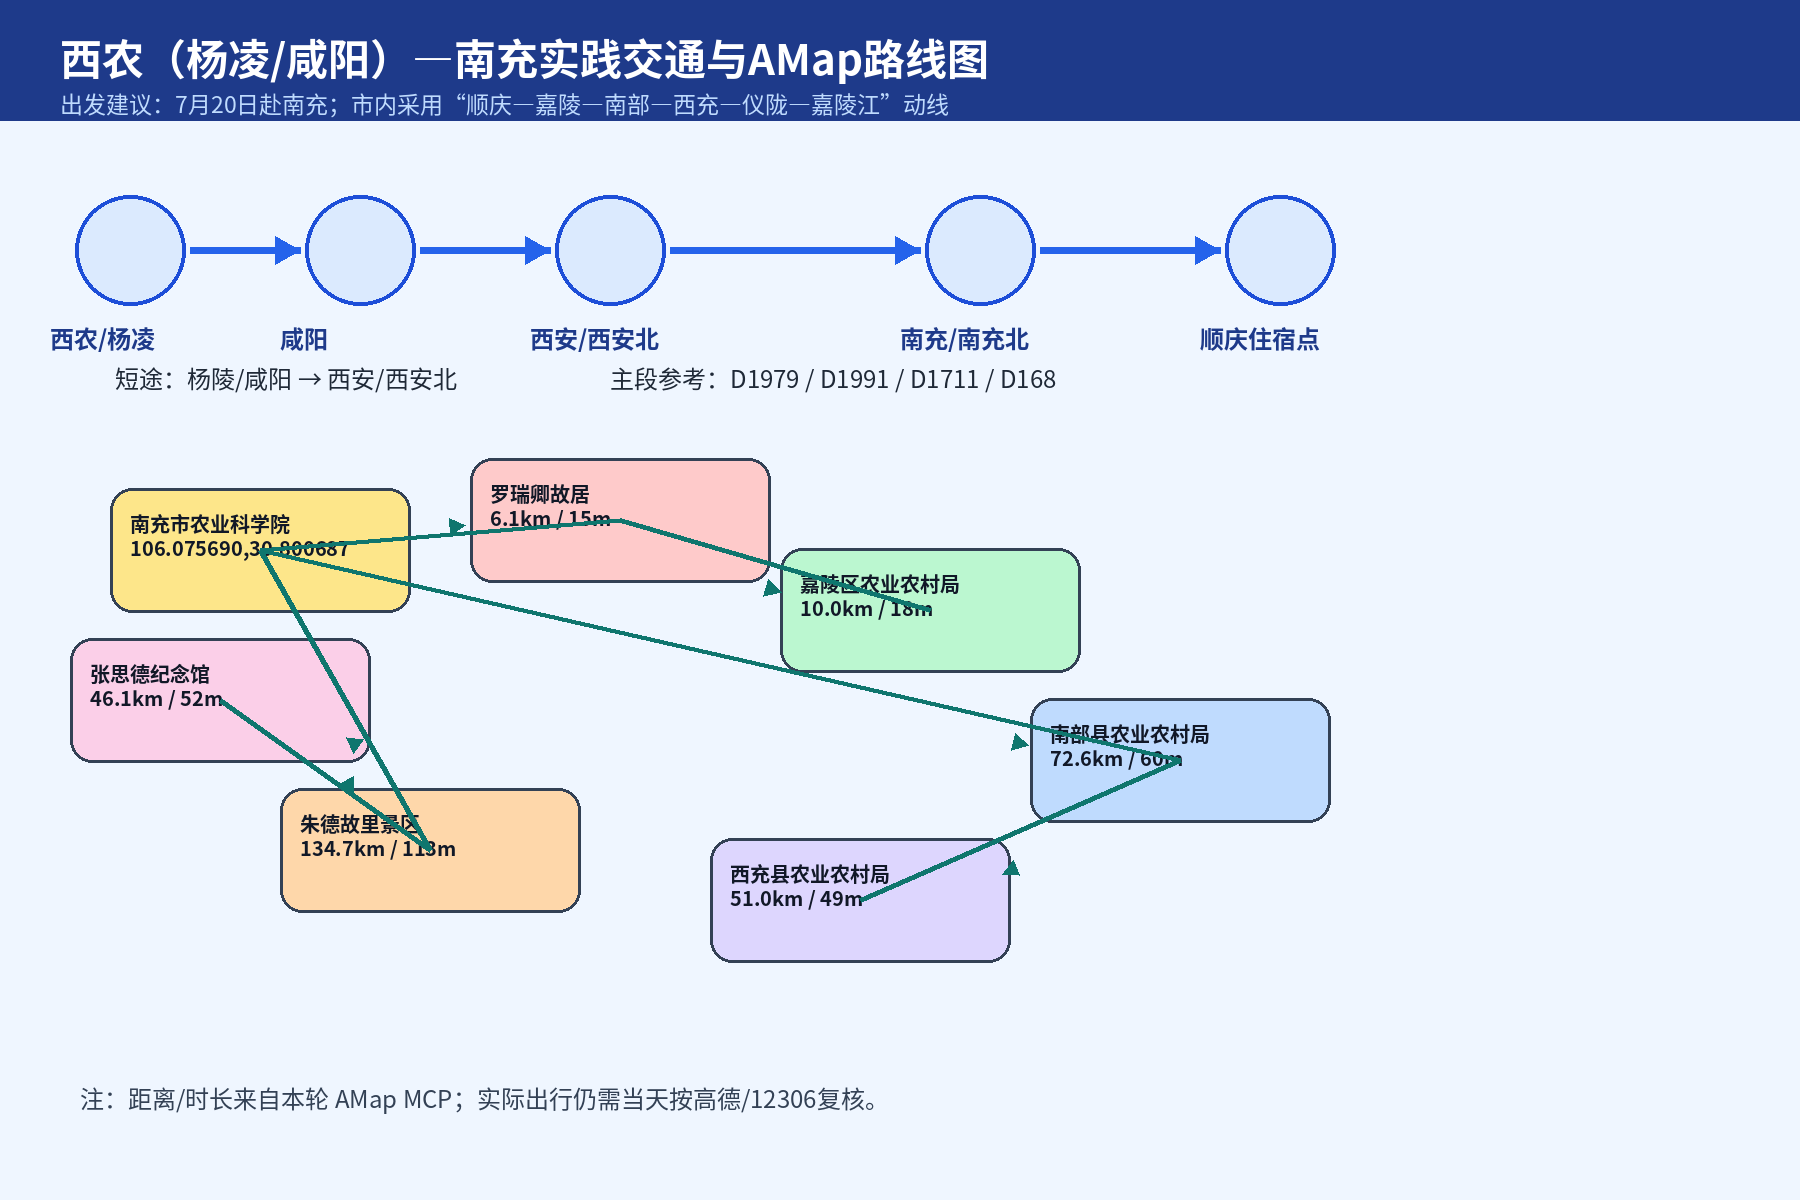 西农（杨凌/咸阳）—南充实践交通与AMap路线图
出发建议：7月20日赴南充；市内采用“顺庆—嘉陵—南部—西充—仪陇—嘉陵江”动线
西农/杨凌
咸阳
西安/西安北
南充/南充北
顺庆住宿点
短途：杨陵/咸阳 → 西安/西安北
主段参考：D1979 / D1991 / D1711 / D168
南充市农业科学院
106.075690,30.800687
罗瑞卿故居
6.1km / 15m
嘉陵区农业农村局
10.0km / 18m
张思德纪念馆
46.1km / 52m
南部县农业农村局
72.6km / 60m
朱德故里景区
134.7km / 113m
西充县农业农村局
51.0km / 49m
注：距离/时长来自本轮 AMap MCP；实际出行仍需当天按高德/12306复核。